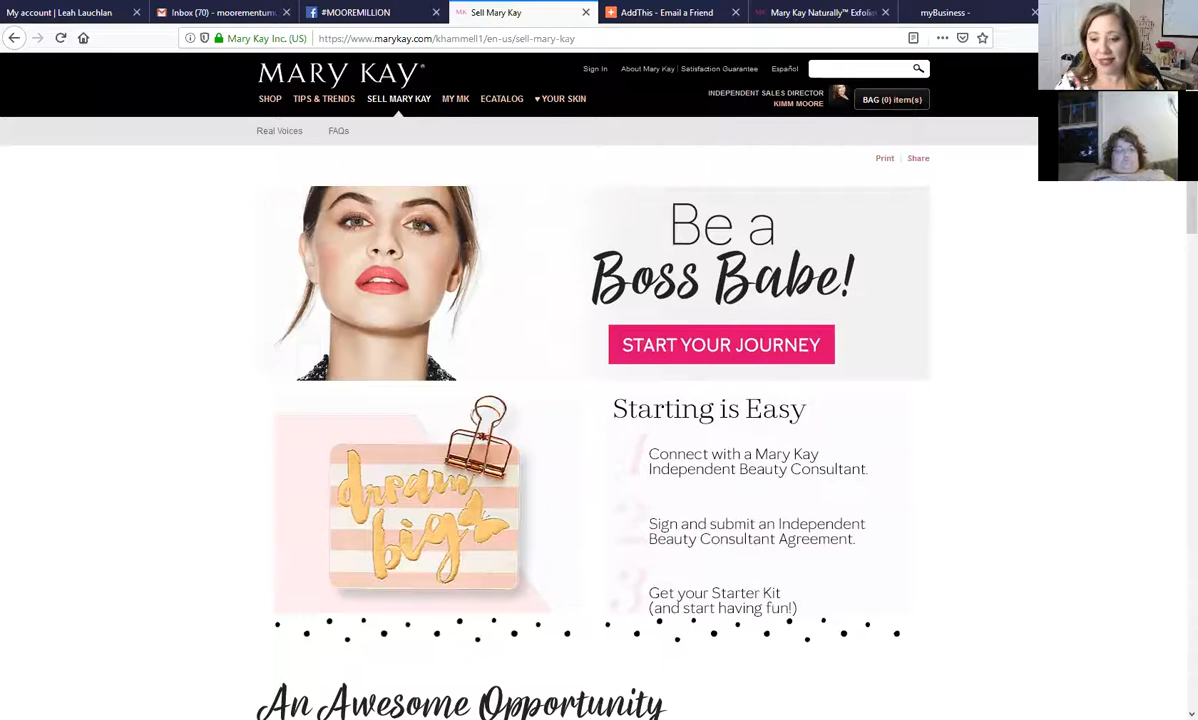 My account | Leah Lauchlan
Inbox (70) - moorementum
#MOOREMILLION
Sell Mary Kay
AddThis - Email a Friend
Mary Kay Naturally™ Exfoli
myBusiness -
Mary Kay Inc. (US)
https://www.marykay.com/khammell1/en-us/sell-mary-kay
MARY KAY®
Sign In
About Mary Kay | Satisfaction Guarantee
Español
SHOP TIPS & TRENDS SELL MARY KAY MY MK ECATALOG ♥ YOUR SKIN
INDEPENDENT SALES DIRECTOR
KIMM MOORE
BAG (0) item(s)
Real Voices FAQs
Print | Share
Be a
Boss Babe!
START YOUR JOURNEY
dream
big
Starting is Easy
1
Connect with a Mary Kay
Independent Beauty Consultant.
2
Sign and submit an Independent
Beauty Consultant Agreement.
3
Get your Starter Kit
(and start having fun!)
An Awesome Opportunity